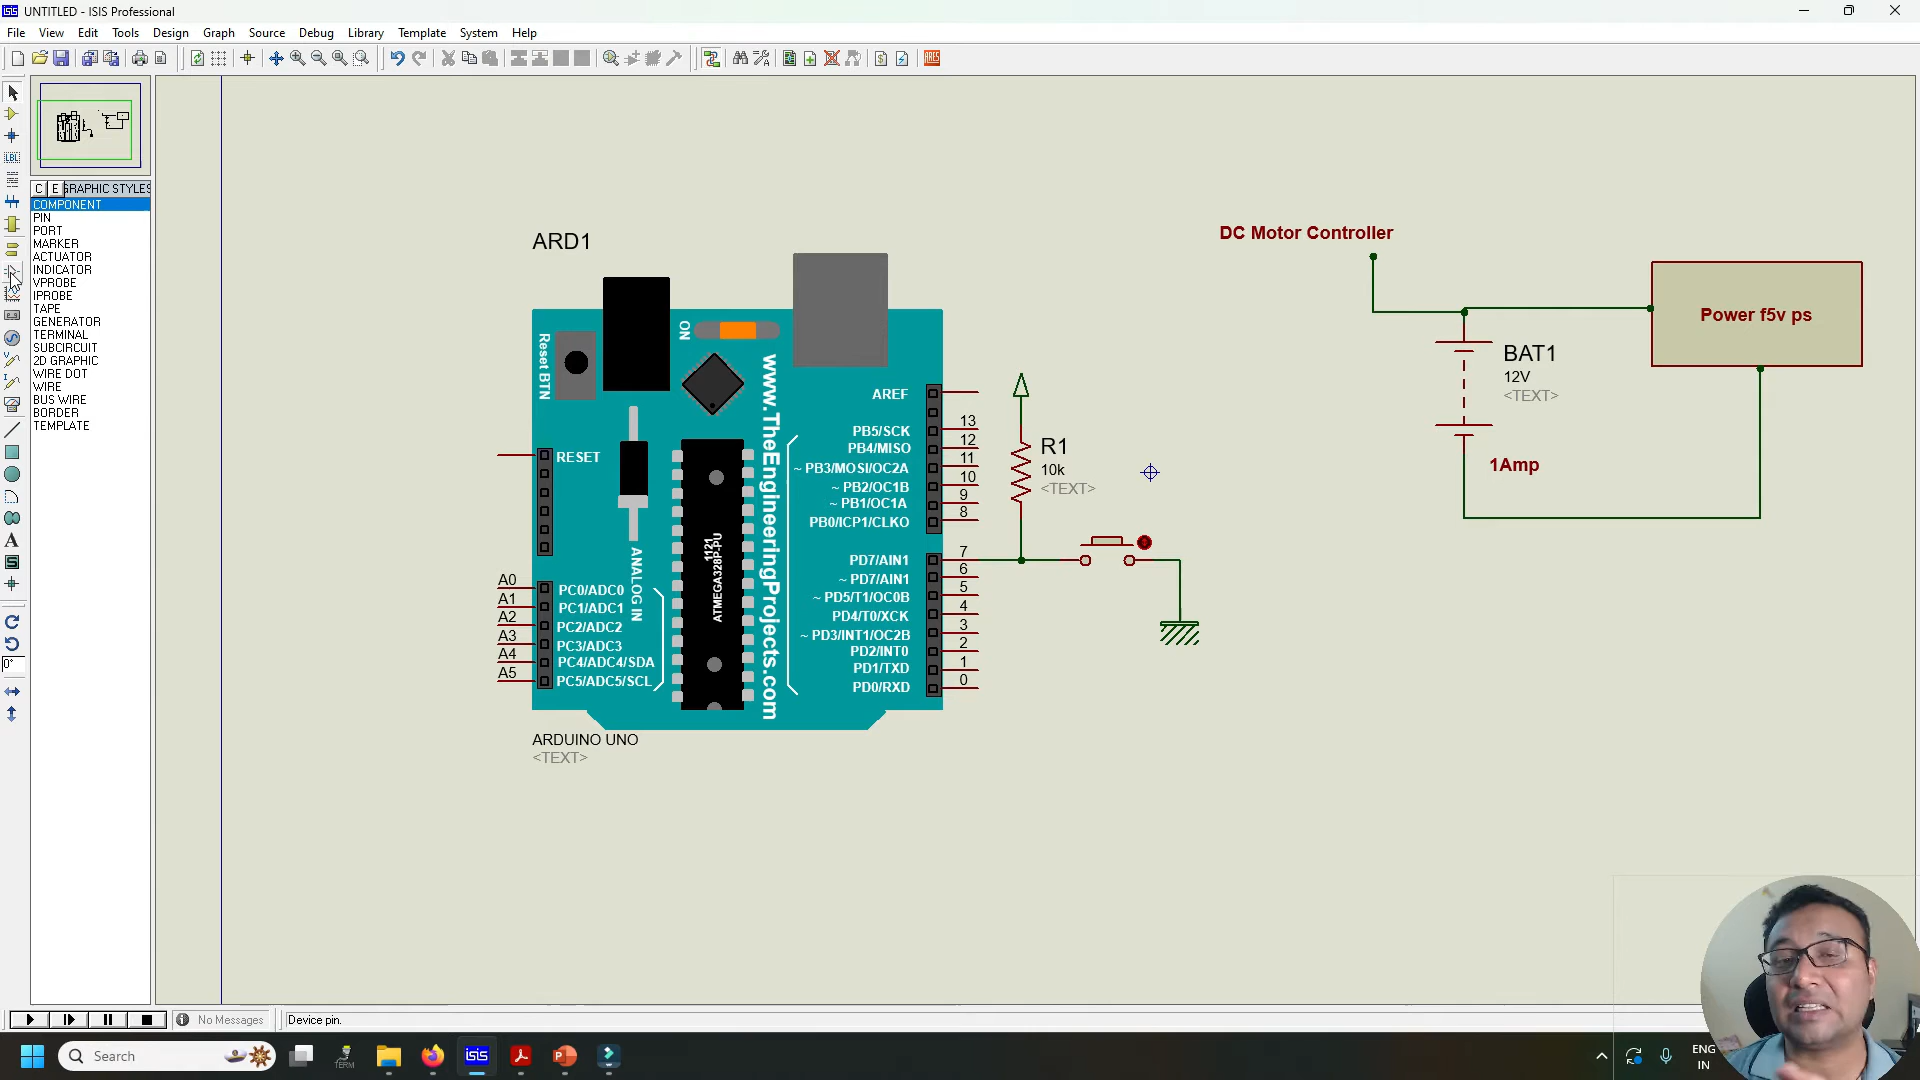 UNTITLED - ISIS Professional
File View Edit Tools Design Graph Source Debug Library Template System Help
LBL
C E GRAPHIC STYLES
COMPONENT
PIN
PORT
MARKER
ACTUATOR
INDICATOR
VPROBE
IPROBE
TAPE
GENERATOR
TERMINAL
SUBCIRCUIT
2D GRAPHIC
WIRE DOT
WIRE
BUS WIRE
BORDER
TEMPLATE
A
S
0°
ARD1
Reset BTN
ON
www.TheEngineeringProjects.com
ANALOG IN
1121
ATMEGA328P-PU
RESET
A0 PC0/ADC0
A1 PC1/ADC1
A2 PC2/ADC2
A3 PC3/ADC3
A4 PC4/ADC4/SDA
A5 PC5/ADC5/SCL
AREF
PB5/SCK 13
PB4/MISO 12
~ PB3/MOSI/OC2A 11
~ PB2/OC1B 10
~ PB1/OC1A 9
PB0/ICP1/CLKO 8
PD7/AIN1 7
~ PD7/AIN1 6
~ PD5/T1/OC0B 5
PD4/T0/XCK 4
~ PD3/INT1/OC2B 3
PD2/INT0 2
PD1/TXD 1
PD0/RXD 0
ARDUINO UNO
<TEXT>
R1
10k
<TEXT>
DC Motor Controller
BAT1
12V
<TEXT>
1Amp
Power f5v ps
No Messages
Device pin.
Search
TERM
isis
ENG
IN